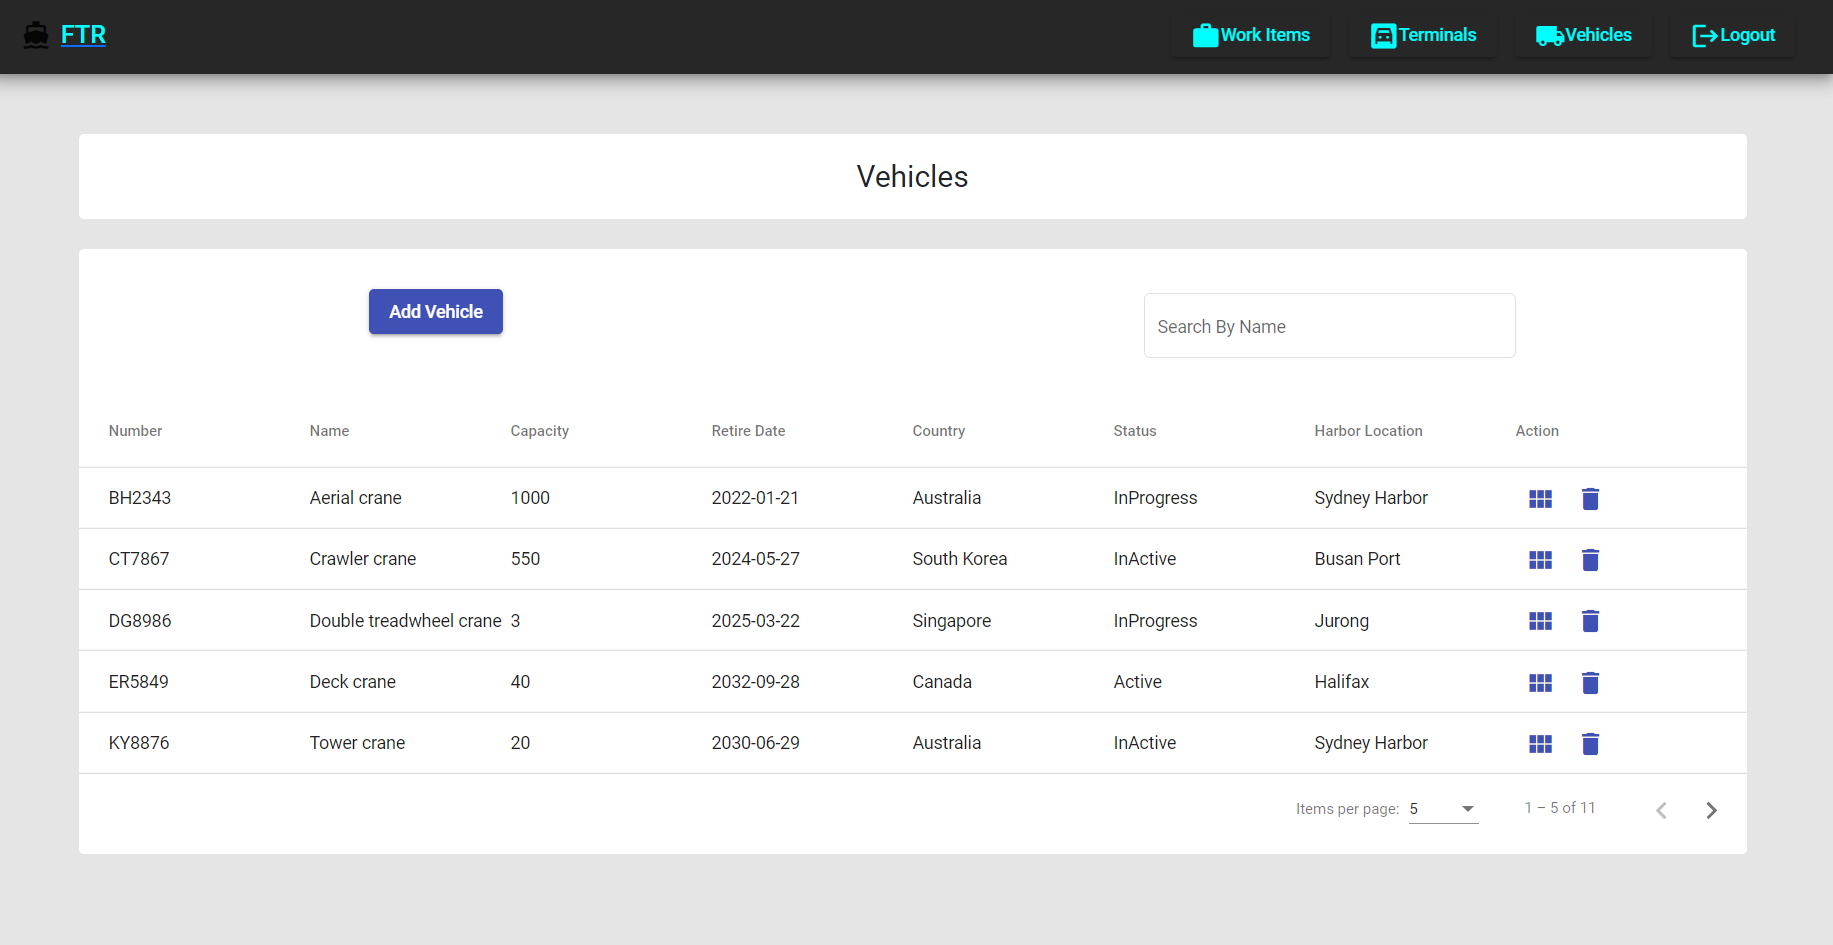 FTR Work Items Terminals Vehicles Logout
Vehicles
Add Vehicle
Search By Name
Number Name Capacity Retire Date Country Status Harbor Location Action
BH2343 Aerial crane 1000 2022-01-21 Australia InProgress Sydney Harbor
CT7867 Crawler crane 550 2024-05-27 South Korea InActive Busan Port
DG8986 Double treadwheel crane 3 2025-03-22 Singapore InProgress Jurong
ER5849 Deck crane 40 2032-09-28 Canada Active Halifax
KY8876 Tower crane 20 2030-06-29 Australia InActive Sydney Harbor
Items per page: 5 1 – 5 of 11